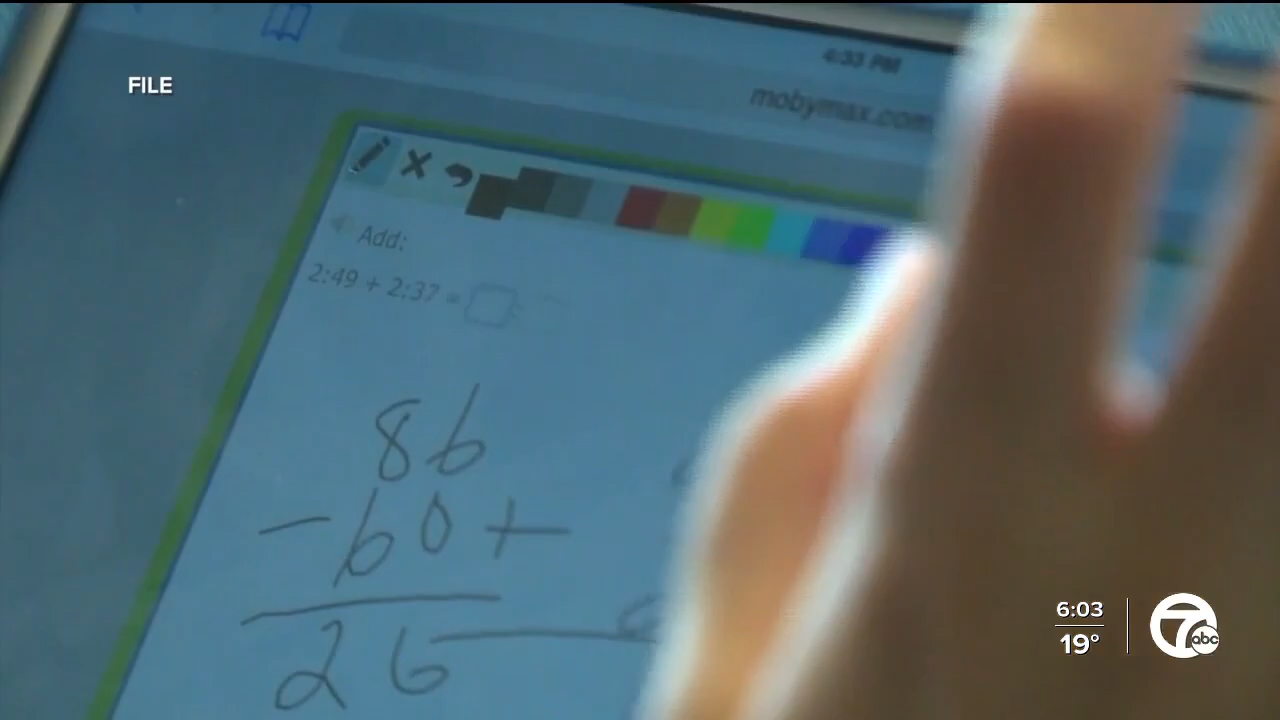 4:33 PM
FILE
mobymax.com
Add:
2:49 + 2:37 = :
86
- 60 +
26
6:03
19°
7 abc